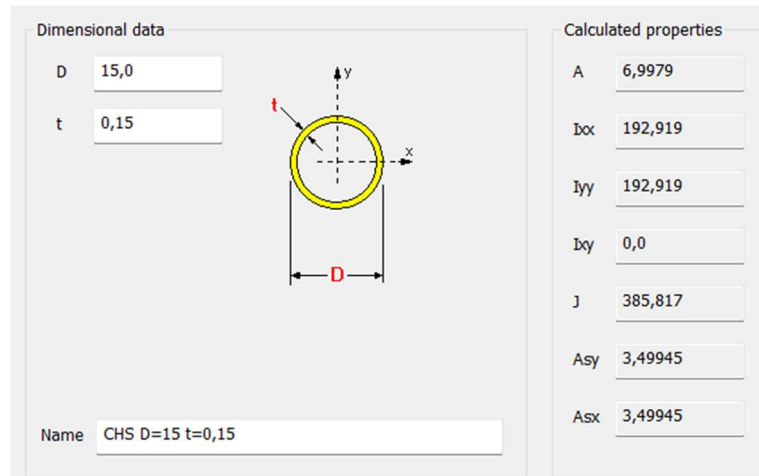 Dimensional data
D 15,0
t 0,15
y
t
x
D
Name CHS D=15 t=0,15
Calculated properties
A 6,9979
Ixx 192,919
Iyy 192,919
Ixy 0,0
J 385,817
Asy 3,49945
Asx 3,49945